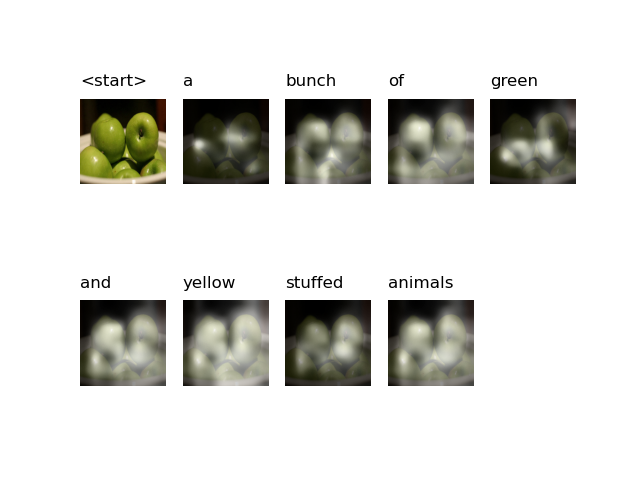 <start> a bunch of green
and yellow stuffed animals